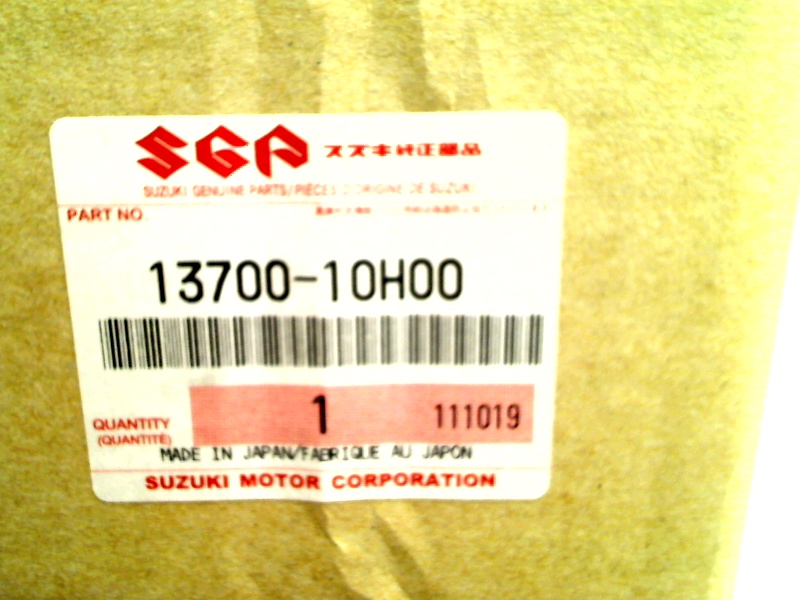 SGP スズキ純正部品
SUZUKI GENUINE PARTS/PIÈCES D'ORIGINE DE SUZUKI
PART NO
13700-10H00
1 111019
QUANTITY
(QUANTITÉ)
MADE IN JAPAN/FABRIQUE AU JAPON
SUZUKI MOTOR CORPORATION